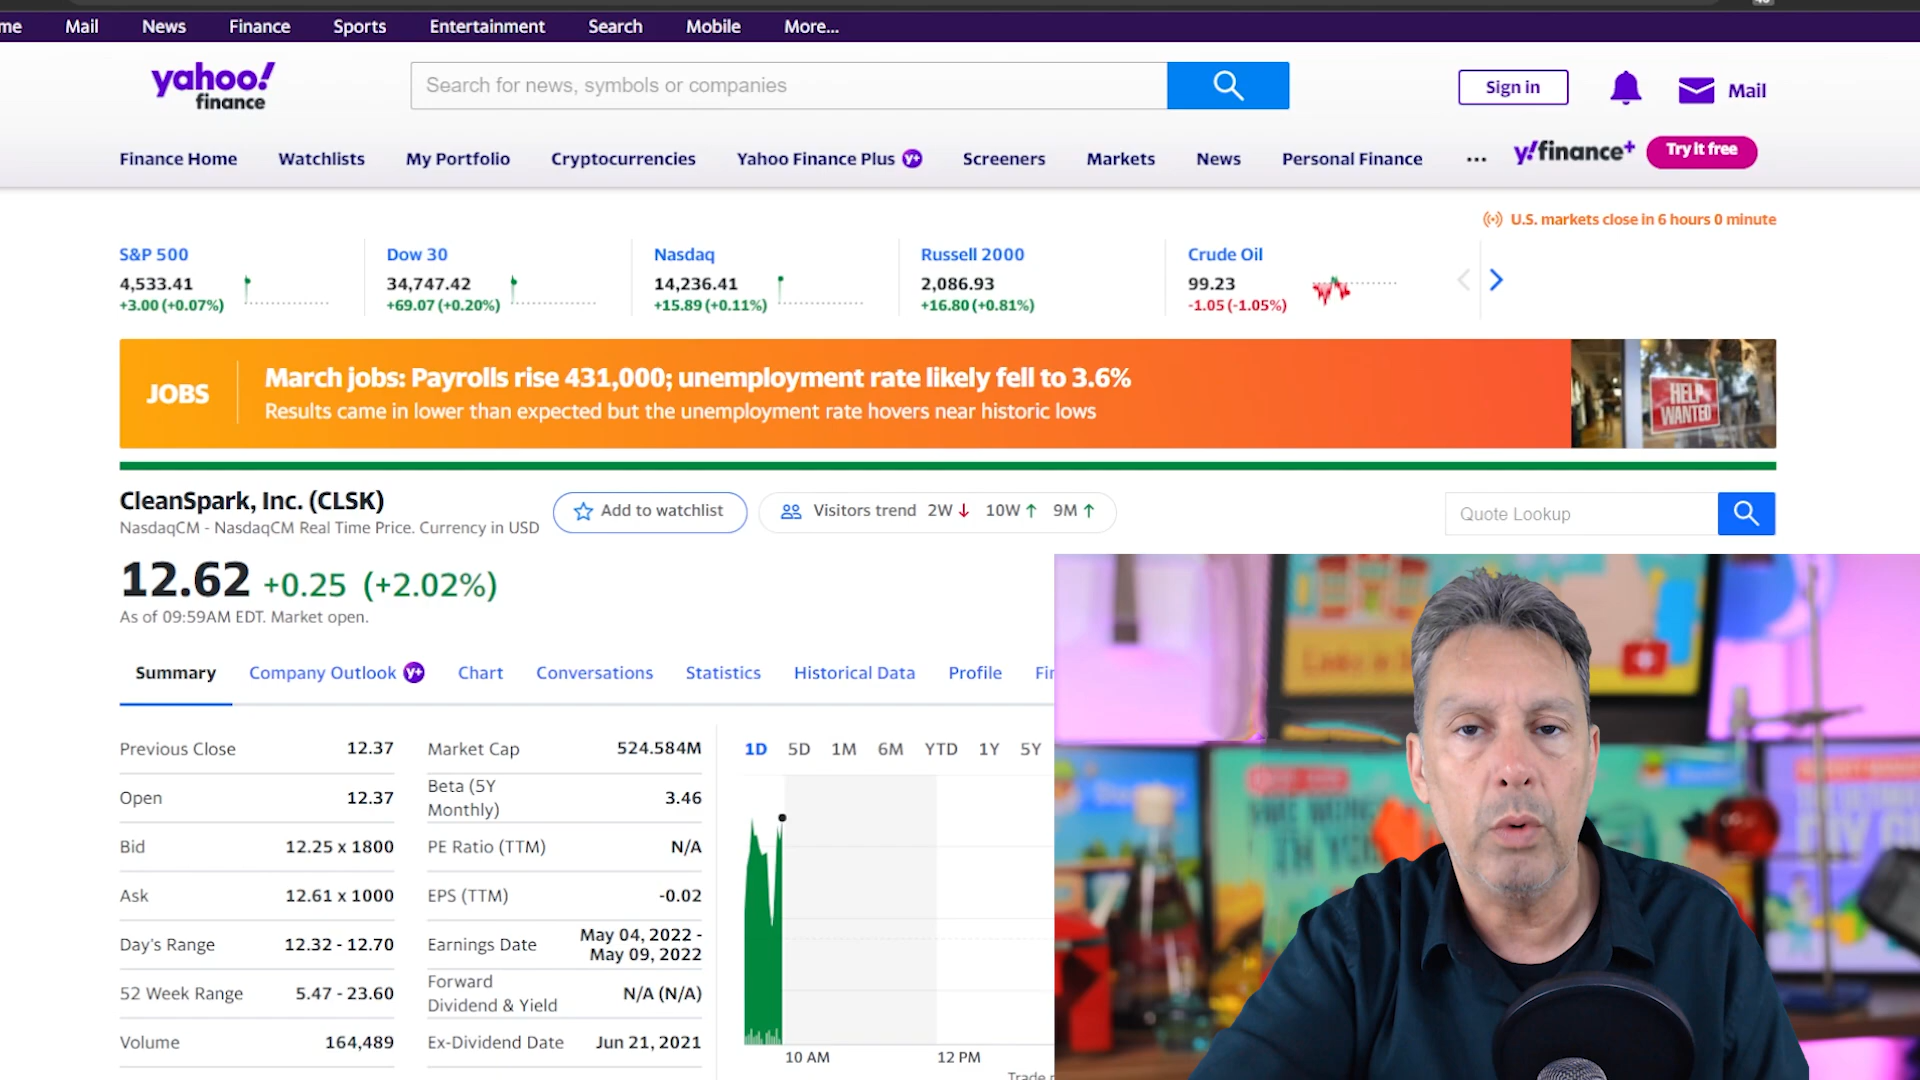 me Mail News Finance Sports Entertainment Search Mobile More...
yahoo!
finance
Search for news, symbols or companies
Sign in
Mail
Finance Home Watchlists My Portfolio Cryptocurrencies Yahoo Finance Plus y+ Screeners Markets News Personal Finance ... y!finance+ Try it free
U.S. markets close in 6 hours 0 minute
S&P 500 Dow 30 Nasdaq Russell 2000 Crude Oil
4,533.41 34,747.42 14,236.41 2,086.93 99.23
+3.00 (+0.07%) +69.07 (+0.20%) +15.89 (+0.11%) +16.80 (+0.81%) -1.05 (-1.05%)
JOBS
March jobs: Payrolls rise 431,000; unemployment rate likely fell to 3.6%
Results came in lower than expected but the unemployment rate hovers near historic lows
HELP
WANTED
CleanSpark, Inc. (CLSK)
NasdaqCM - NasdaqCM Real Time Price. Currency in USD
Add to watchlist
Visitors trend 2W ↓ 10W ↑ 9M ↑
Quote Lookup
12.62 +0.25 (+2.02%)
As of 09:59AM EDT. Market open.
Summary Company Outlook y+ Chart Conversations Statistics Historical Data Profile Fi
Previous Close 12.37
Open 12.37
Bid 12.25 x 1800
Ask 12.61 x 1000
Day's Range 12.32 - 12.70
52 Week Range 5.47 - 23.60
Volume 164,489
Market Cap 524.584M
Beta (5Y
Monthly) 3.46
PE Ratio (TTM) N/A
EPS (TTM) -0.02
Earnings Date May 04, 2022 -
May 09, 2022
Forward
Dividend & Yield N/A (N/A)
Ex-Dividend Date Jun 21, 2021
1D 5D 1M 6M YTD 1Y 5Y
10 AM 12 PM
Trade